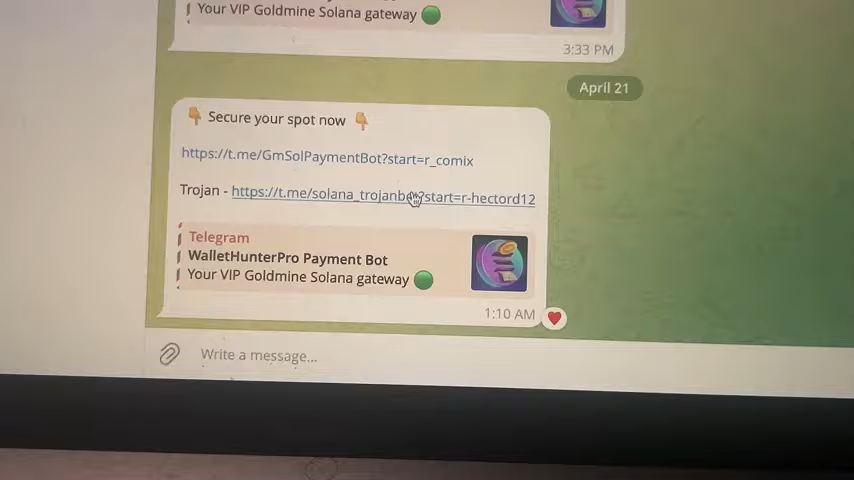 Your VIP Goldmine Solana gateway
3:33 PM
April 21
Secure your spot now
https://t.me/GmSolPaymentBot?start=r_comix
Trojan - https://t.me/solana_trojanbot?start=r-hectord12
Telegram
WalletHunterPro Payment Bot
Your VIP Goldmine Solana gateway
1:10 AM
Write a message...